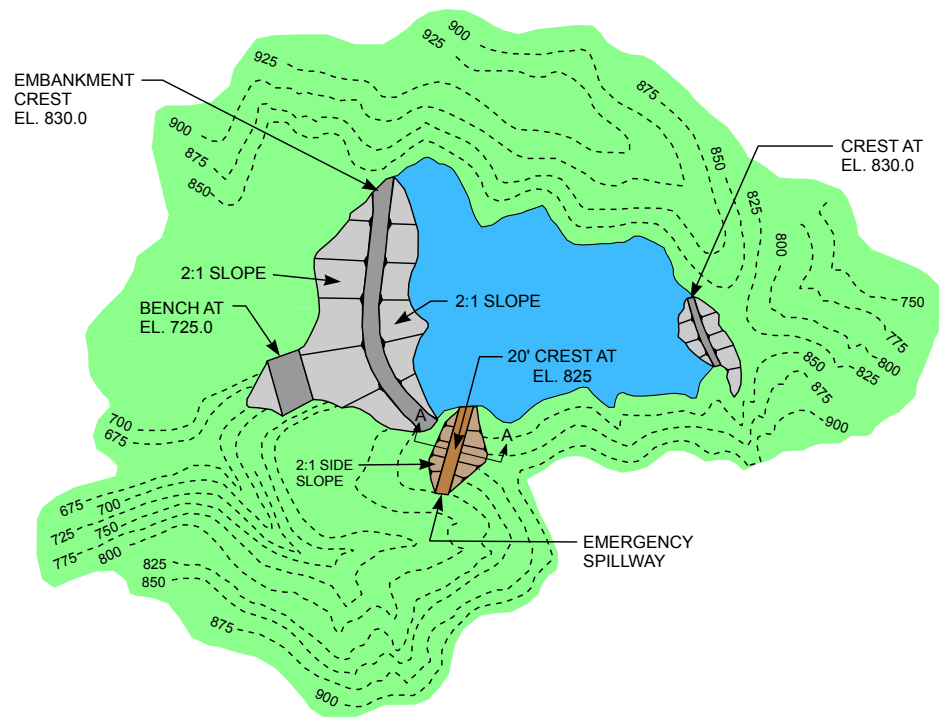 900
925
925
EMBANKMENT
CREST
EL. 830.0
875
900
875
850
850
CREST AT
EL. 830.0
825
800
2:1 SLOPE
BENCH AT
EL. 725.0
2:1 SLOPE
750
775
800
825
850
875
900
20' CREST AT
EL. 825
700
675
A
A
2:1 SIDE
SLOPE
675
700
725
750
775
800
EMERGENCY
SPILLWAY
825
850
875
900